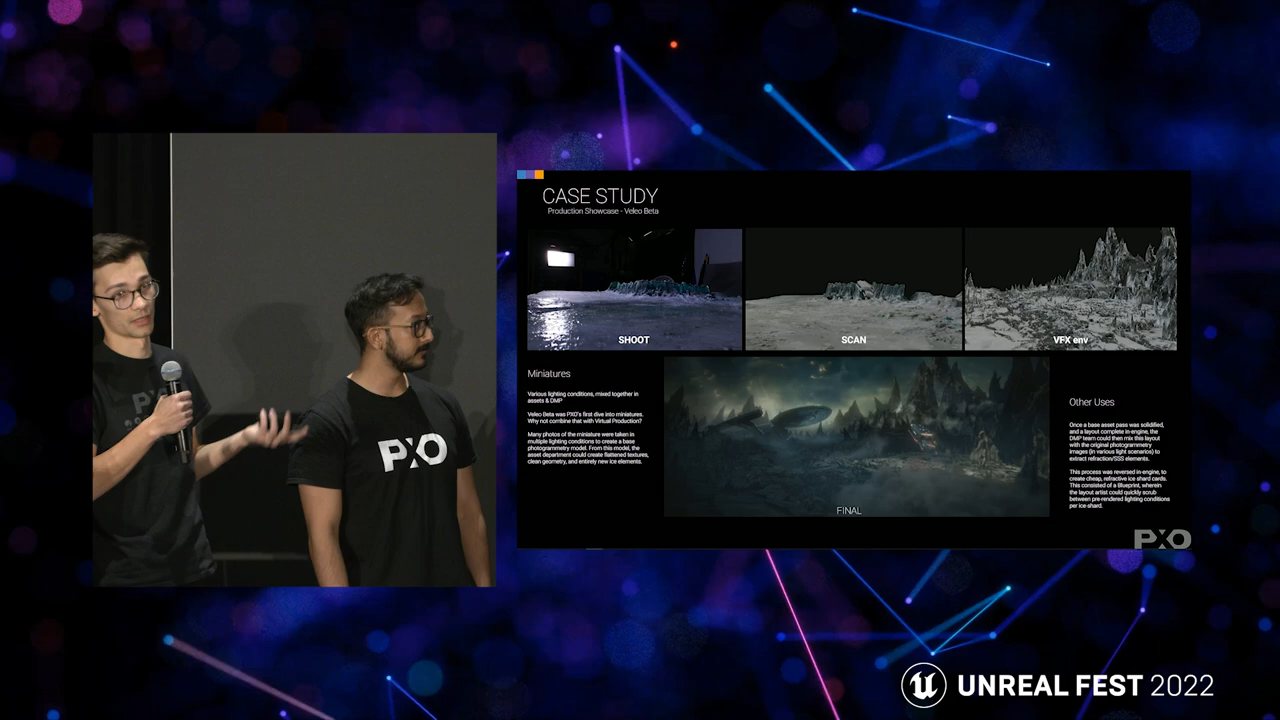 PXO
CASE STUDY
Production Showcase - Veleo Beta
SHOOT
SCAN
VFX env
Miniatures
Various lighting conditions, mixed together in
assets & DMP
Veleo Beta was PXO's first dive into miniatures.
Why not combine that with Virtual Production?
Many photos of the miniature were taken in
multiple lighting conditions to create a base
photogrammetry model. From this model, the
asset department could create flattened textures,
clean geometry, and entirely new ice elements.
FINAL
Other Uses
Once a base asset pass was solidified,
and a layout complete in-engine, the
DMP team could then mix this layout
with the original photogrammetry
images (in various light scenarios) to
extract refraction/SSS elements.
This process was reversed in-engine, to
create cheap, refractive ice shard cards.
This consisted of a Blueprint, wherein
the layout artist could quickly scrub
between pre-rendered lighting conditions
per ice shard.
PXO
UNREAL FEST 2022